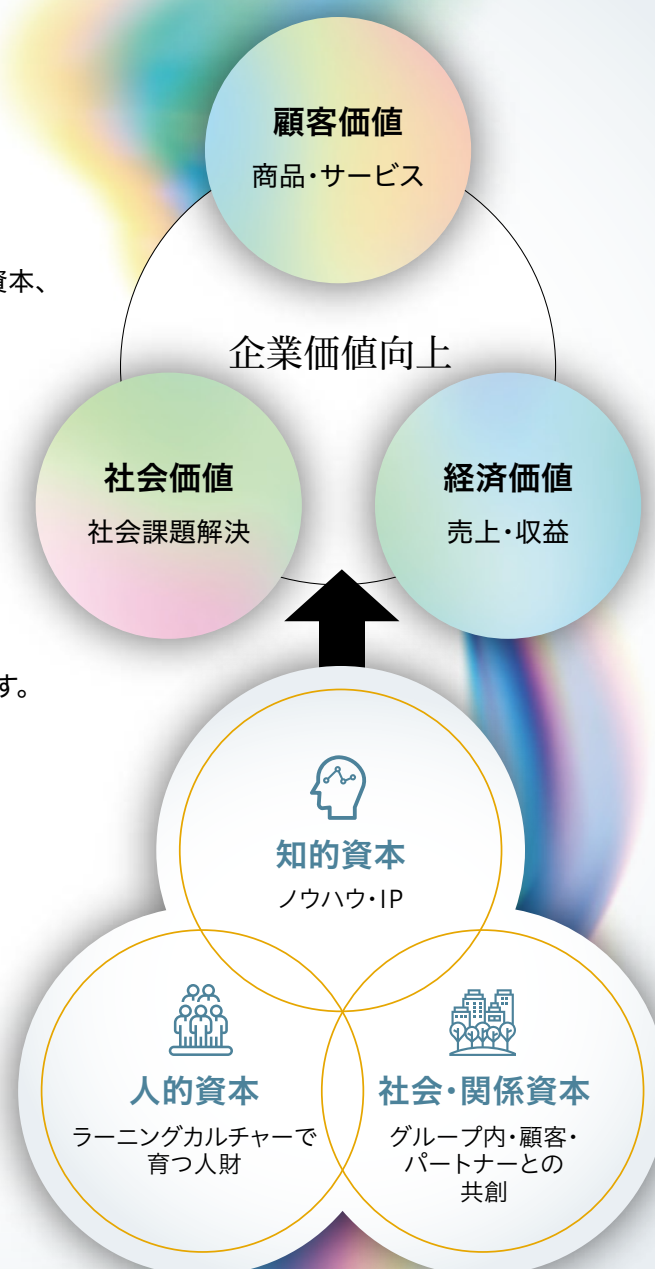 顧客価値
商品・サービス
資本、
企業価値向上
社会価値
社会課題解決
経済価値
売上・収益
す。
知的資本
ノウハウ・IP
人的資本
ラーニングカルチャーで
育つ人財
社会・関係資本
グループ内・顧客・
パートナーとの
共創